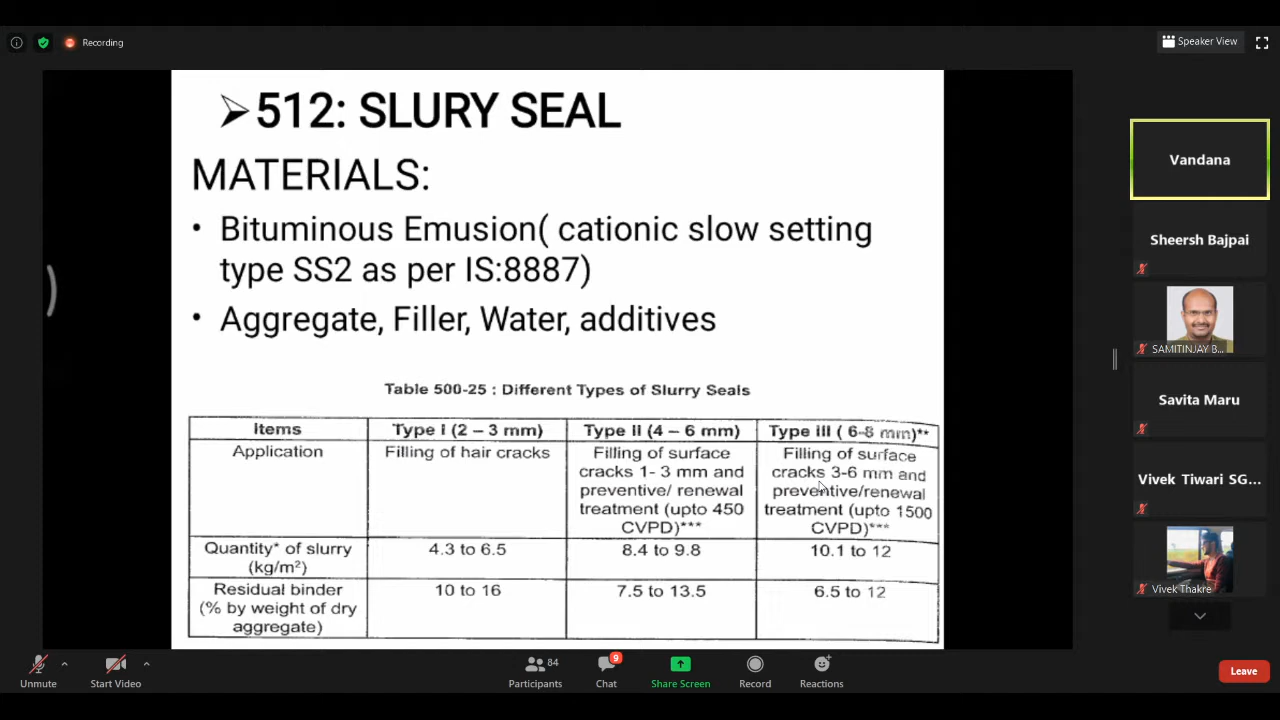 Recording
Speaker View
➢512: SLURY SEAL
MATERIALS:
• Bituminous Emusion( cationic slow setting
type SS2 as per IS:8887)
• Aggregate, Filler, Water, additives
Table 500-25 : Different Types of Slurry Seals
Items Type I (2 – 3 mm) Type II (4 – 6 mm) Type III ( 6-8 mm)**
Application Filling of hair cracks Filling of surface cracks 1- 3 mm and preventive/ renewal treatment (upto 450 CVPD)*** Filling of surface cracks 3-6 mm and preventive/renewal treatment (upto 1500 CVPD)***
Quantity* of slurry (kg/m²) 4.3 to 6.5 8.4 to 9.8 10.1 to 12
Residual binder (% by weight of dry aggregate) 10 to 16 7.5 to 13.5 6.5 to 12
Vandana
Sheersh Bajpai
SAMITINJAY B...
Savita Maru
Vivek Tiwari SG...
Vivek Thakre
Unmute
Start Video
84
Participants
9
Chat
Share Screen
Record
Reactions
Leave